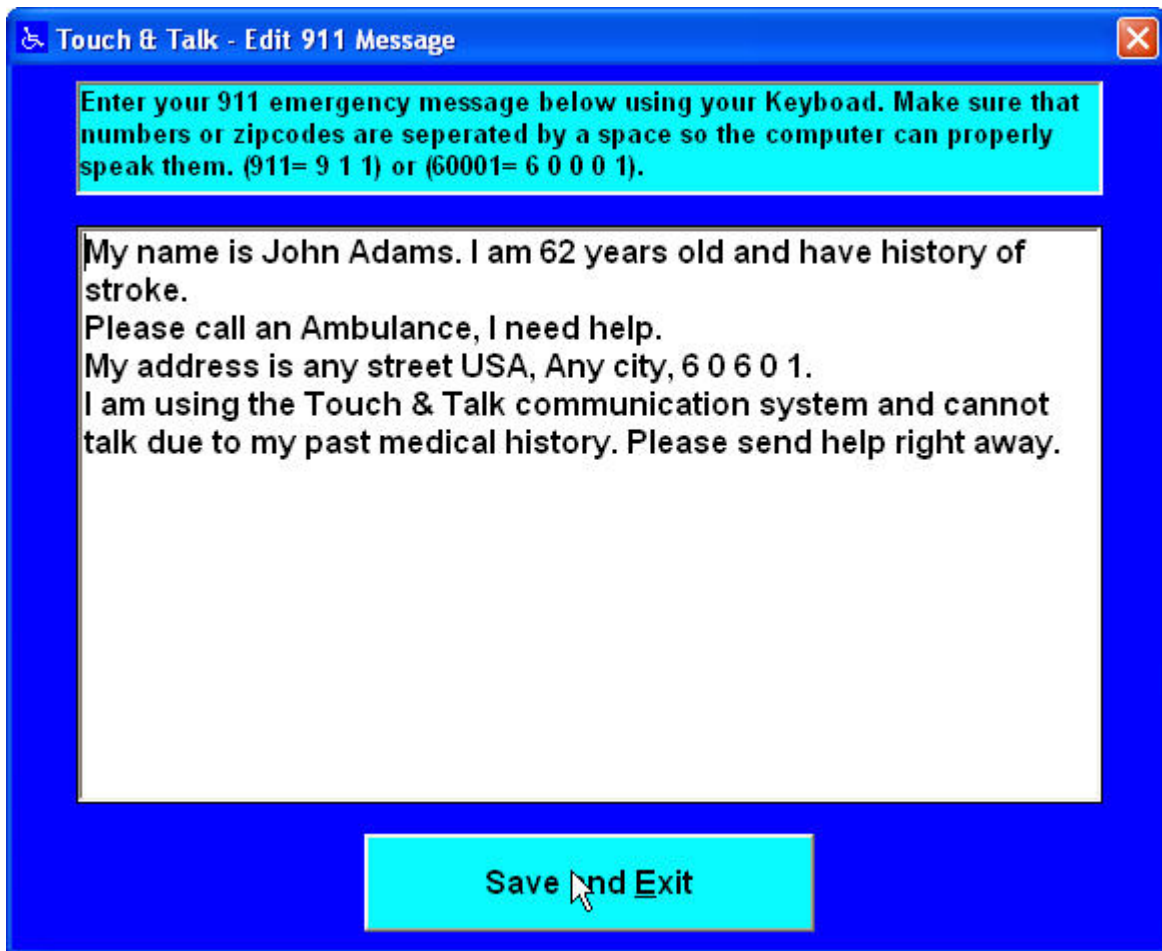 Touch & Talk - Edit 911 Message
Enter your 911 emergency message below using your Keyboad. Make sure that
numbers or zipcodes are seperated by a space so the computer can properly
speak them. (911= 9 1 1) or (60001= 6 0 0 0 1).
My name is John Adams. I am 62 years old and have history of
stroke.
Please call an Ambulance, I need help.
My address is any street USA, Any city, 6 0 6 0 1.
I am using the Touch & Talk communication system and cannot
talk due to my past medical history. Please send help right away.
Save and Exit